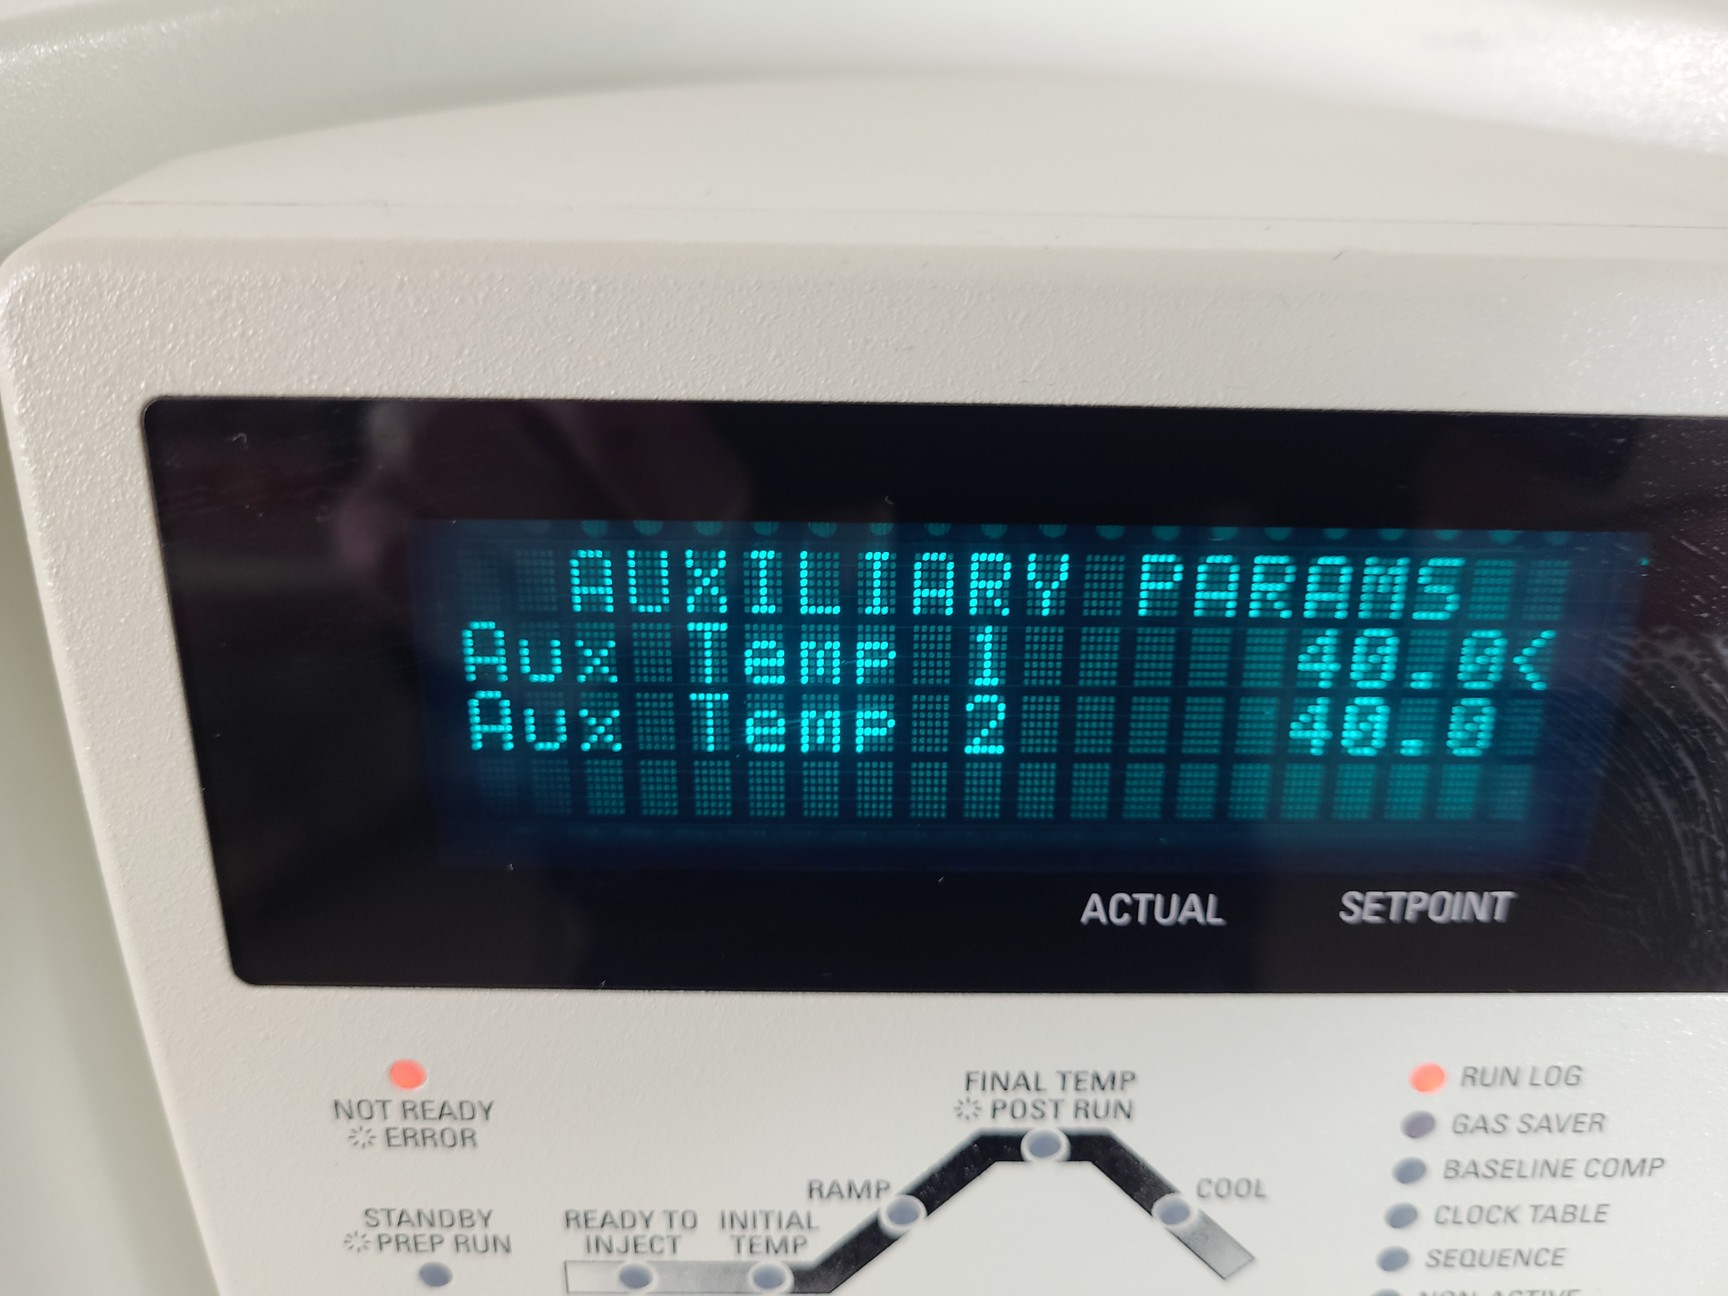 AUXILIARY PARAMS
Aux Temp 1 40.0<
Aux Temp 2 40.0
ACTUAL SETPOINT
NOT READY
ERROR
STANDBY
PREP RUN
READY TO
INJECT
INITIAL
TEMP
RAMP
FINAL TEMP
POST RUN
COOL
RUN LOG
GAS SAVER
BASELINE COMP
CLOCK TABLE
SEQUENCE